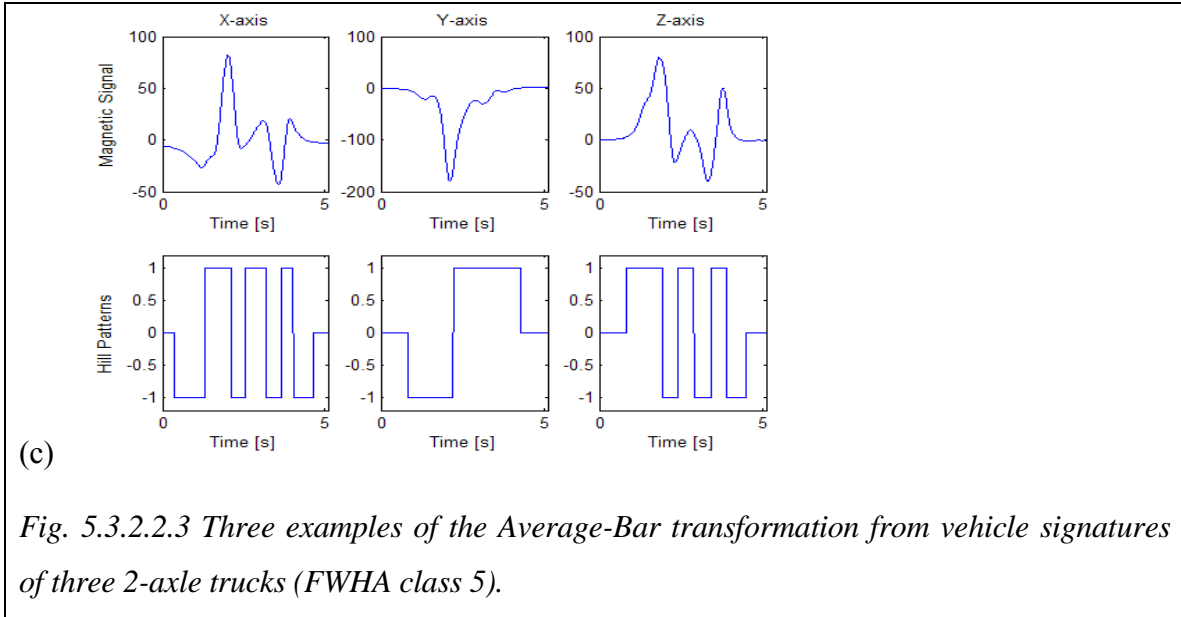 X-axis Y-axis Z-axis
Magnetic Signal
100
50
0
-50
0 5
Time [s]
100
0
-100
-200
0 5
Time [s]
100
50
0
-50
0 5
Time [s]
Hill Patterns
1
0.5
0
-0.5
-1
0 5
Time [s]
1
0.5
0
-0.5
-1
0 5
Time [s]
1
0.5
0
-0.5
-1
0 5
Time [s]
(c)
Fig. 5.3.2.2.3 Three examples of the Average-Bar transformation from vehicle signatures
of three 2-axle trucks (FWHA class 5).